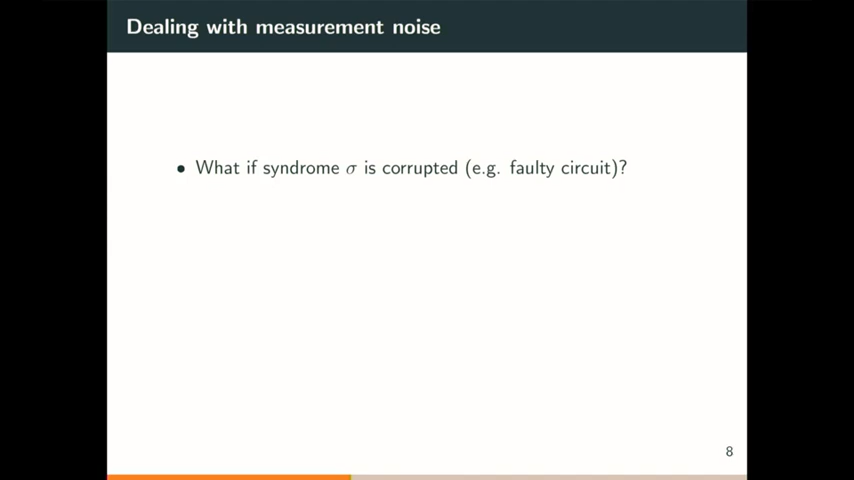 Dealing with measurement noise
• What if syndrome σ is corrupted (e.g. faulty circuit)?
8